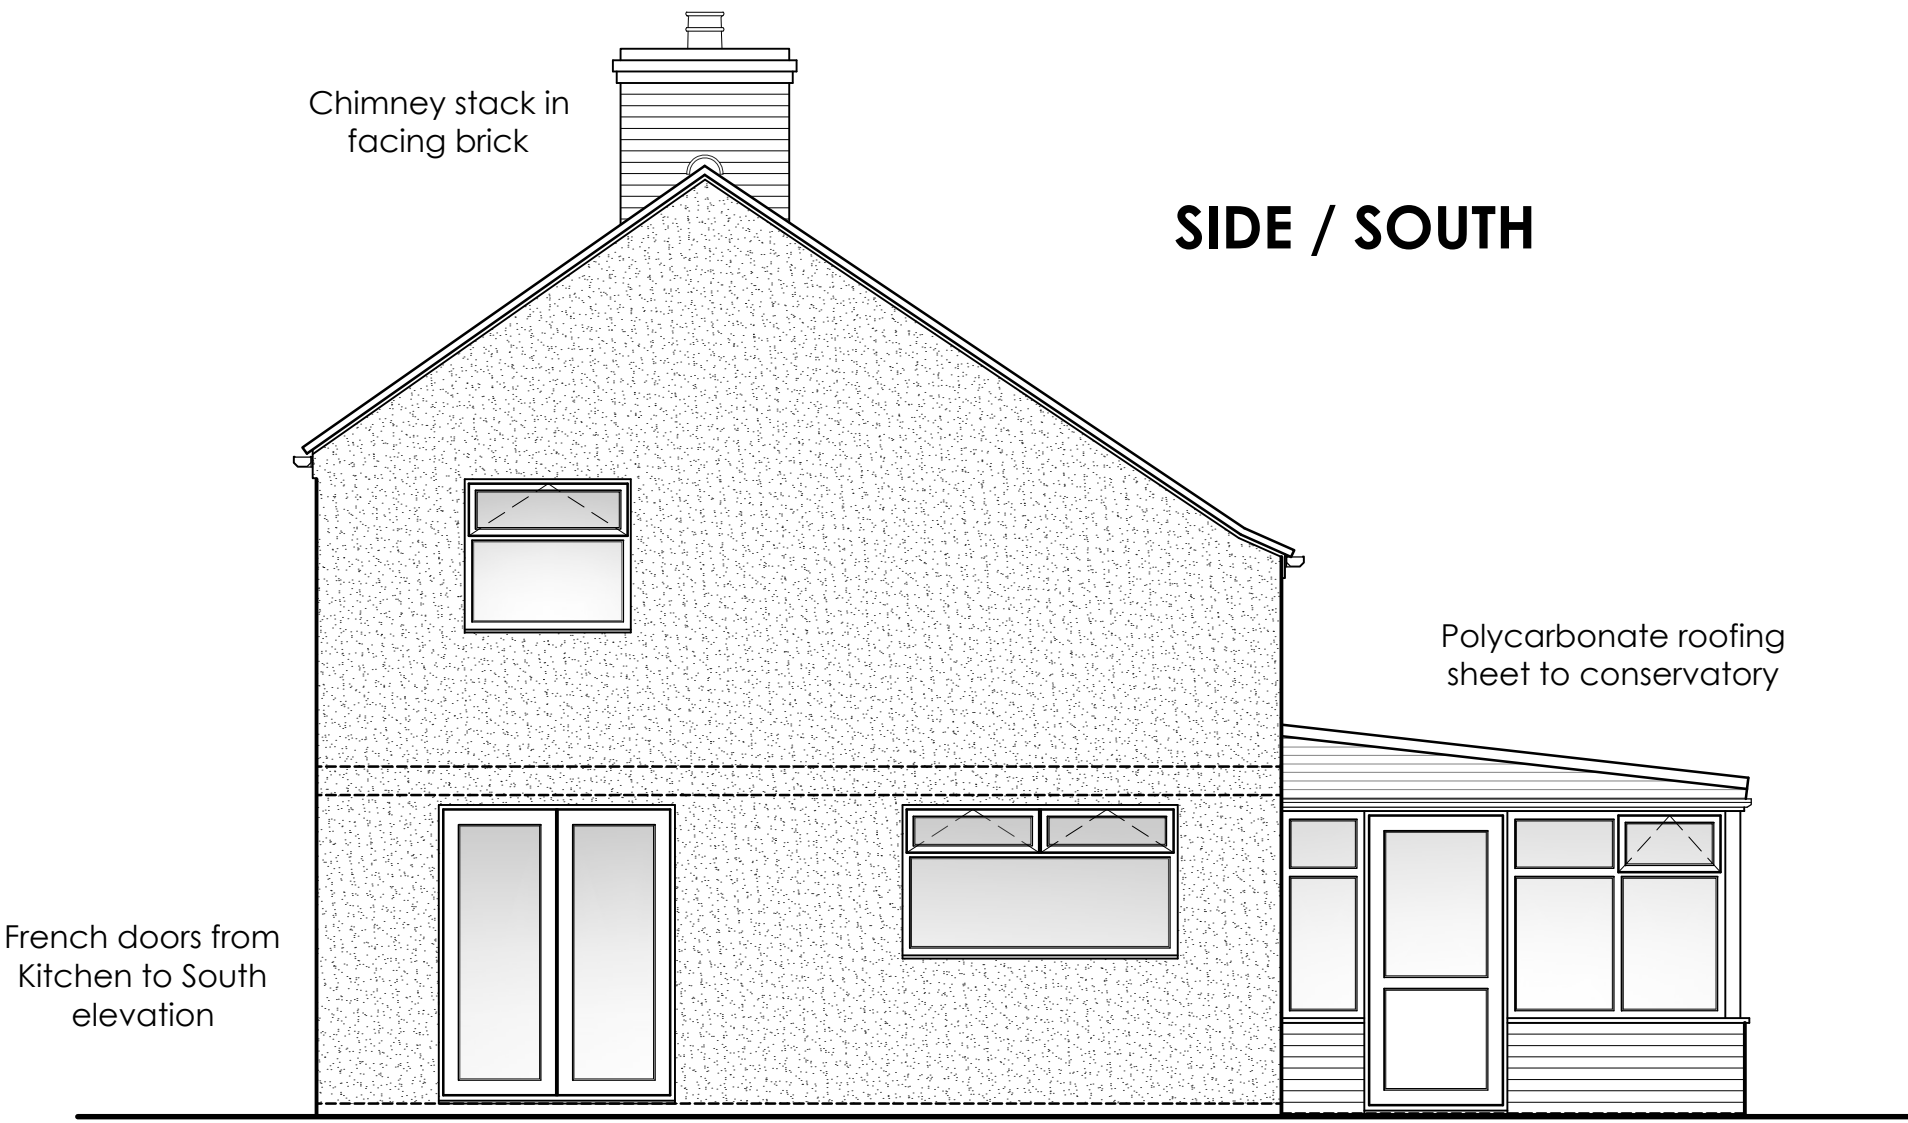 Chimney stack in
facing brick
SIDE / SOUTH
Polycarbonate roofing
sheet to conservatory
French doors from
Kitchen to South
elevation